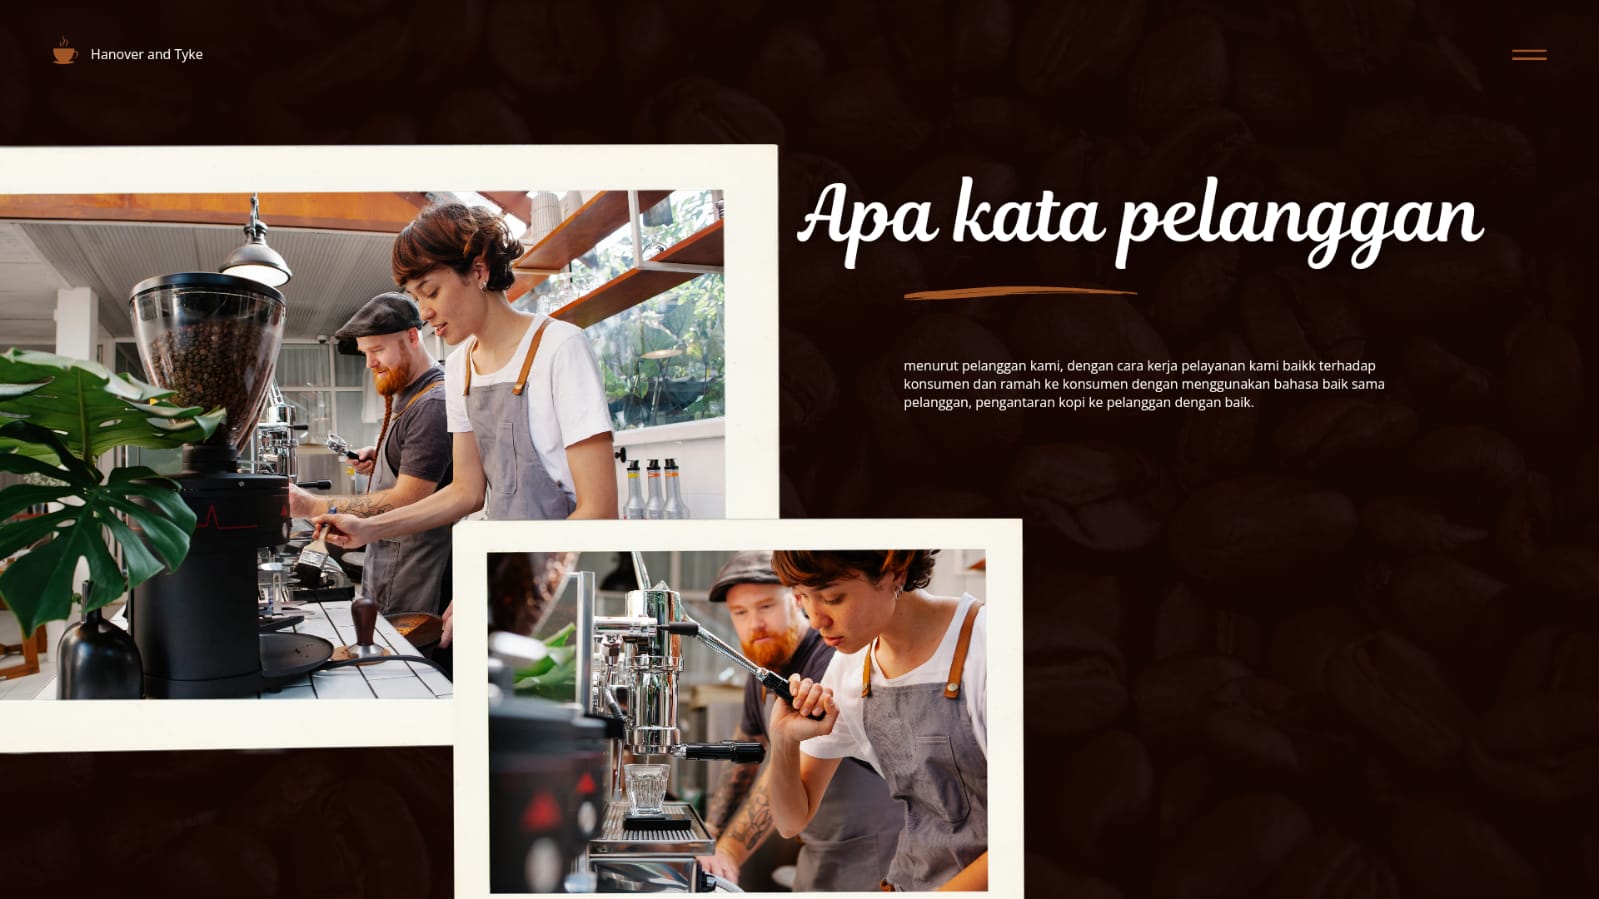 Hanover and Tyke
Apa kata pelanggan
menurut pelanggan kami, dengan cara kerja pelayanan kami baikk terhadap
konsumen dan ramah ke konsumen dengan menggunakan bahasa baik sama
pelanggan, pengantaran kopi ke pelanggan dengan baik.